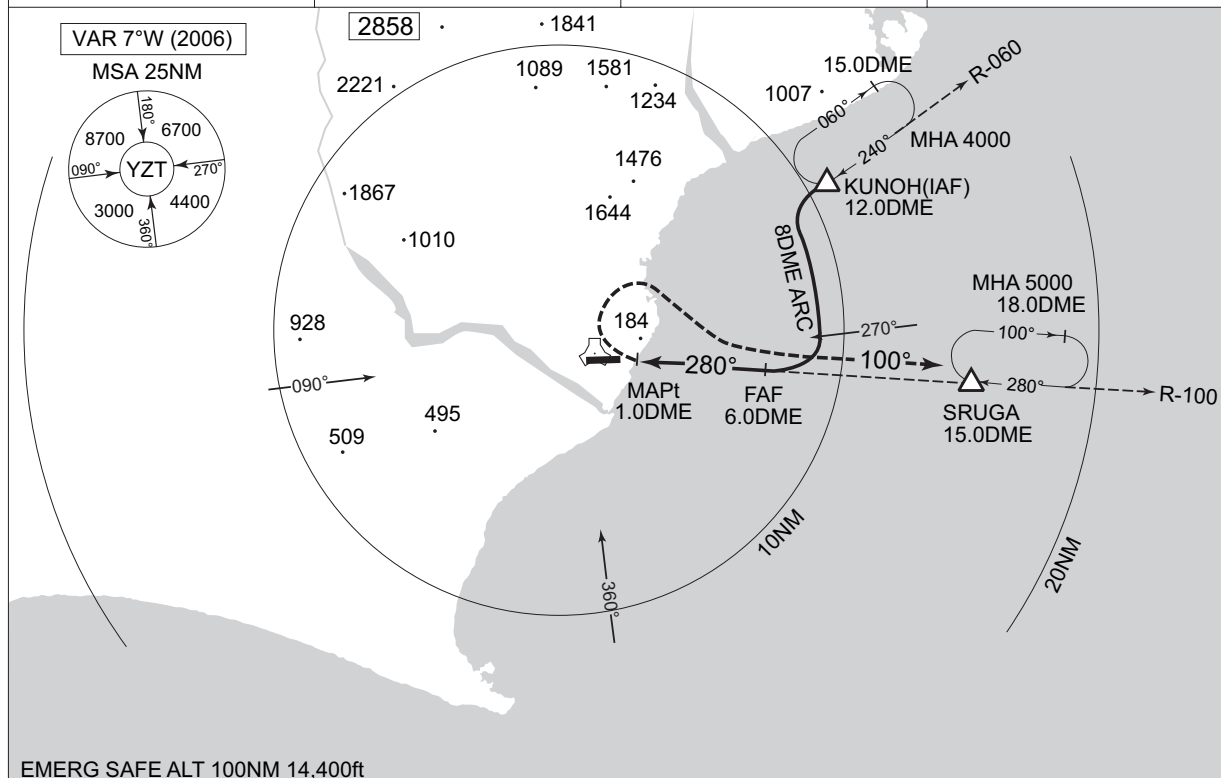 VAR 7°W (2006)
MSA 25NM
180°
8700
6700
090°
YZT
270°
3000
4400
360°
2858
1841
2221
1089
1581
1234
1476
1867
1644
1010
15.0DME
1007
R-060
060°
240°
MHA 4000
KUNOH(IAF)
12.0DME
8DME ARC
MHA 5000
18.0DME
928
184
270°
100°
090°
280°
100°
280°
R-100
MAPt
1.0DME
FAF
6.0DME
SRUGA
15.0DME
495
509
10NM
20NM
360°
EMERG SAFE ALT 100NM 14,400ft